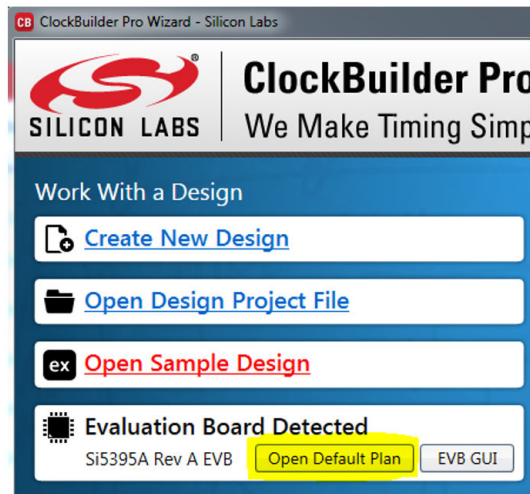 CB ClockBuilder Pro Wizard - Silicon Labs
SILICON LABS
ClockBuilder Pro
We Make Timing Simp
Work With a Design
Create New Design
Open Design Project File
ex Open Sample Design
Evaluation Board Detected
Si5395A Rev A EVB Open Default Plan EVB GUI